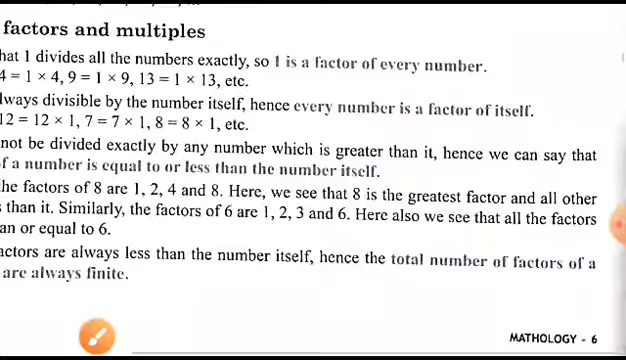 factors and multiples
hat 1 divides all the numbers exactly, so 1 is a factor of every number.
4 = 1 × 4, 9 = 1 × 9, 13 = 1 × 13, etc.
lways divisible by the number itself, hence every number is a factor of itself.
12 = 12 × 1, 7 = 7 × 1, 8 = 8 × 1, etc.
not be divided exactly by any number which is greater than it, hence we can say that
f a number is equal to or less than the number itself.
he factors of 8 are 1, 2, 4 and 8. Here, we see that 8 is the greatest factor and all other
than it. Similarly, the factors of 6 are 1, 2, 3 and 6. Here also we see that all the factors
an or equal to 6.
actors are always less than the number itself, hence the total number of factors of a
are always finite.
MATHOLOGY - 6